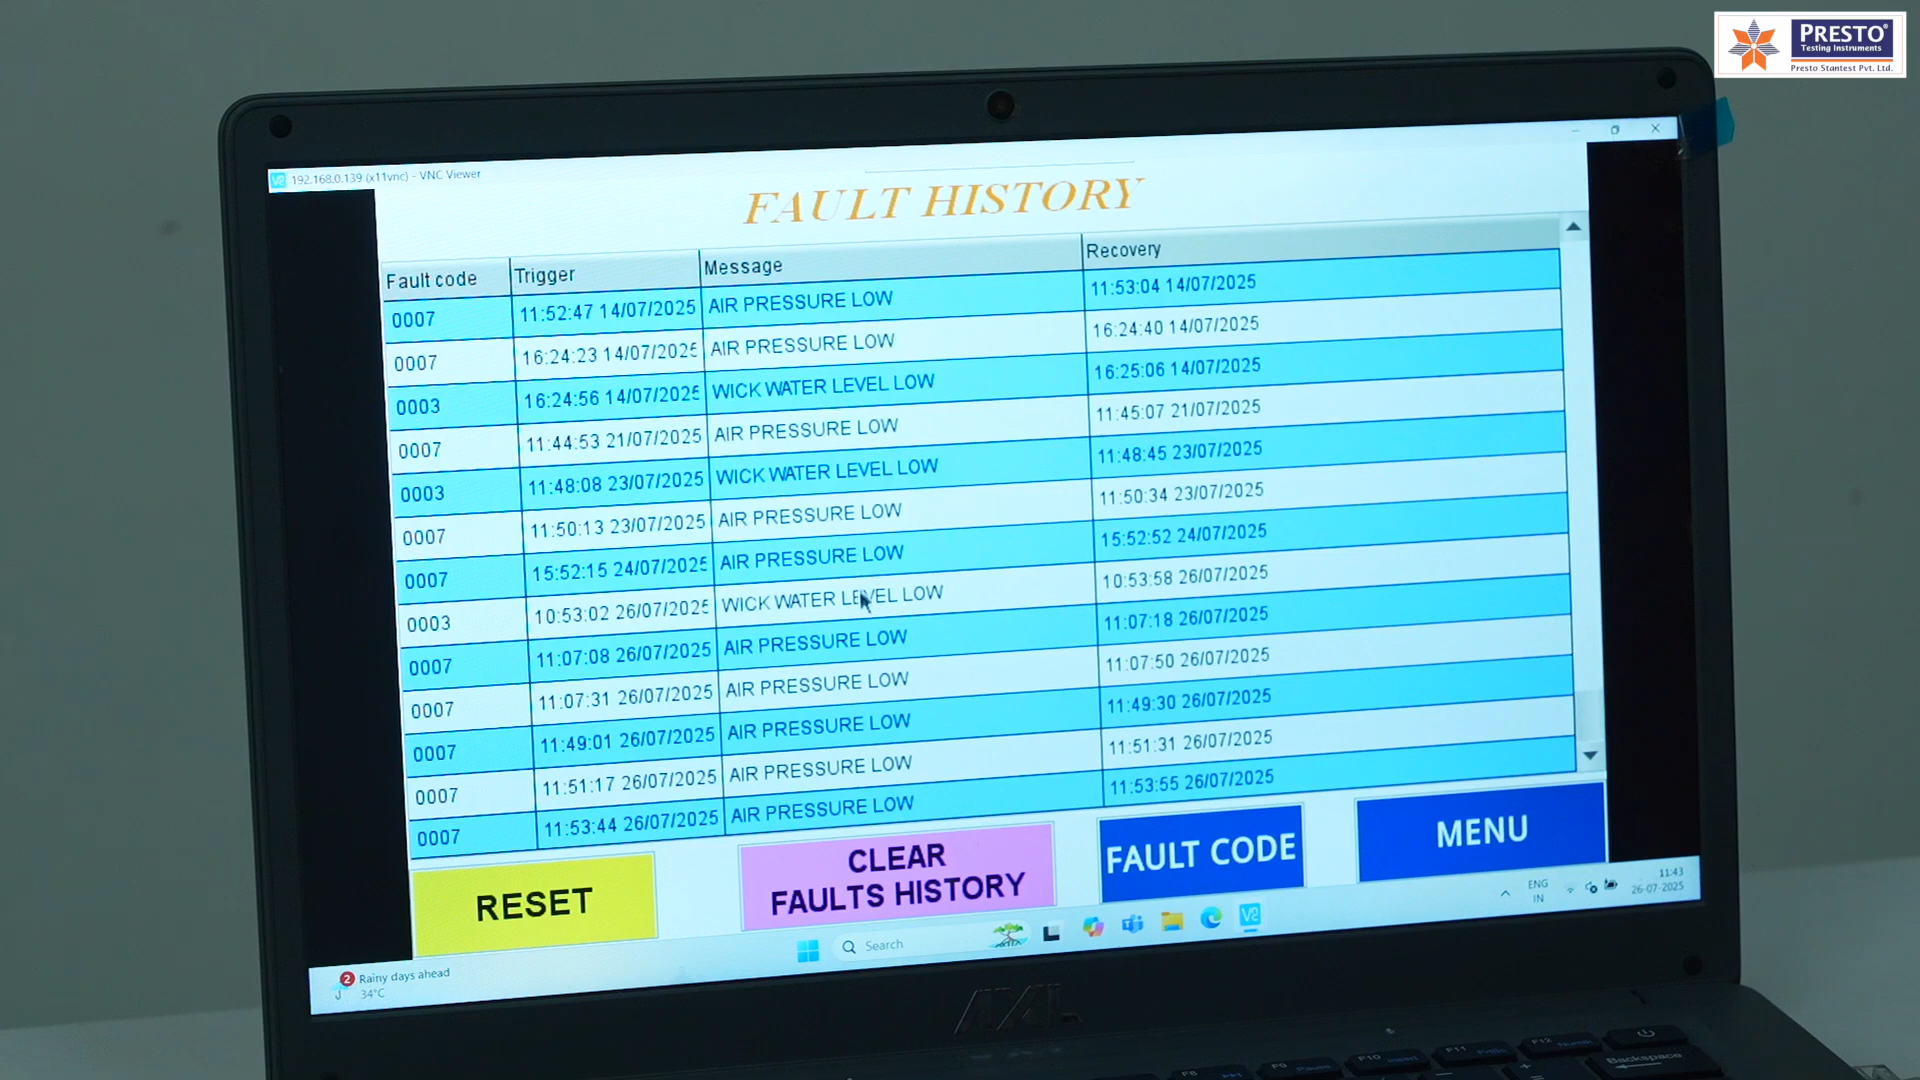 PRESTO®
Testing Instruments
Presto Stantest Pvt. Ltd.
192.168.0.139 (x11vnc) - VNC Viewer
FAULT HISTORY
Fault code Trigger Message Recovery
0007 11:52:47 14/07/2025 AIR PRESSURE LOW 11:53:04 14/07/2025
0007 16:24:23 14/07/2025 AIR PRESSURE LOW 16:24:40 14/07/2025
0003 16:24:56 14/07/2025 WICK WATER LEVEL LOW 16:25:06 14/07/2025
0007 11:44:53 21/07/2025 AIR PRESSURE LOW 11:45:07 21/07/2025
0003 11:48:08 23/07/2025 WICK WATER LEVEL LOW 11:48:45 23/07/2025
0007 11:50:13 23/07/2025 AIR PRESSURE LOW 11:50:34 23/07/2025
0007 15:52:15 24/07/2025 AIR PRESSURE LOW 15:52:52 24/07/2025
0003 10:53:02 26/07/2025 WICK WATER LEVEL LOW 10:53:58 26/07/2025
0007 11:07:08 26/07/2025 AIR PRESSURE LOW 11:07:18 26/07/2025
0007 11:07:31 26/07/2025 AIR PRESSURE LOW 11:07:50 26/07/2025
0007 11:49:01 26/07/2025 AIR PRESSURE LOW 11:49:30 26/07/2025
0007 11:51:17 26/07/2025 AIR PRESSURE LOW 11:51:31 26/07/2025
0007 11:53:44 26/07/2025 AIR PRESSURE LOW 11:53:55 26/07/2025
RESET
CLEAR
FAULTS HISTORY
FAULT CODE
MENU
2 Rainy days ahead
34°C
Search
ENG
IN
11:43
26-07-2025
AXL
F8
F9
F10
F11
F12
Backspace